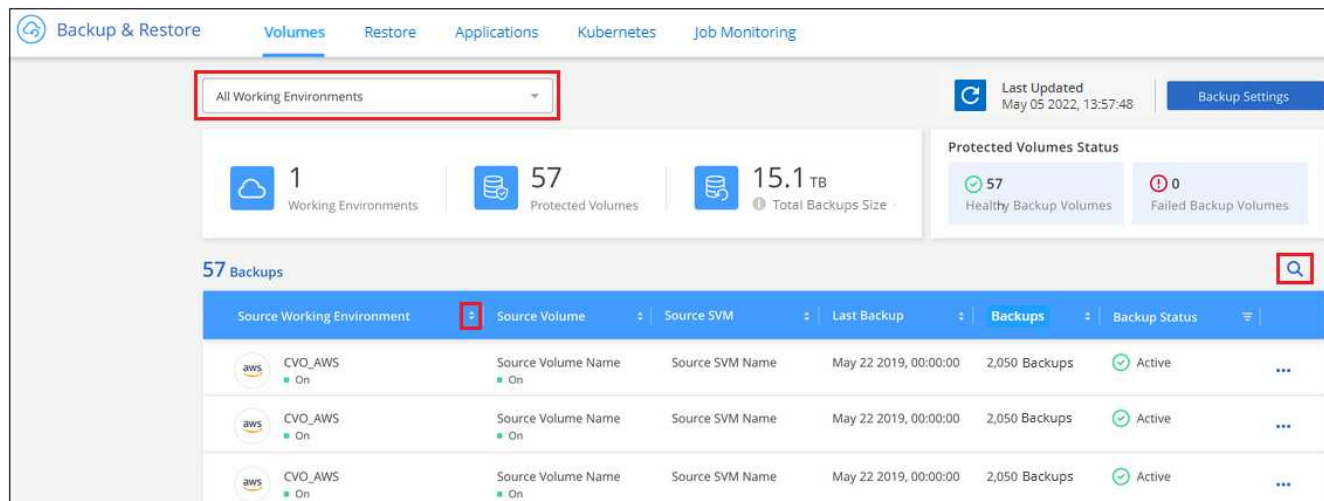 Backup & Restore Volumes Restore Applications Kubernetes Job Monitoring
All Working Environments
Last Updated
May 05 2022, 13:57:48
Backup Settings
1
Working Environments
57
Protected Volumes
15.1 TB
Total Backups Size
Protected Volumes Status
57
Healthy Backup Volumes
0
Failed Backup Volumes
57 Backups
Source Working Environment Source Volume Source SVM Last Backup Backups Backup Status
aws CVO_AWS Source Volume Name Source SVM Name May 22 2019, 00:00:00 2,050 Backups Active
On On
aws CVO_AWS Source Volume Name Source SVM Name May 22 2019, 00:00:00 2,050 Backups Active
On On
aws CVO_AWS Source Volume Name Source SVM Name May 22 2019, 00:00:00 2,050 Backups Active
On On